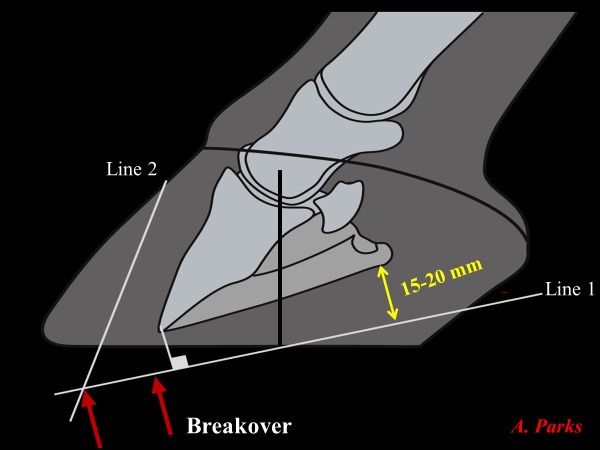 Line 2
15-20 mm
Line 1
Breakover
A. Parks